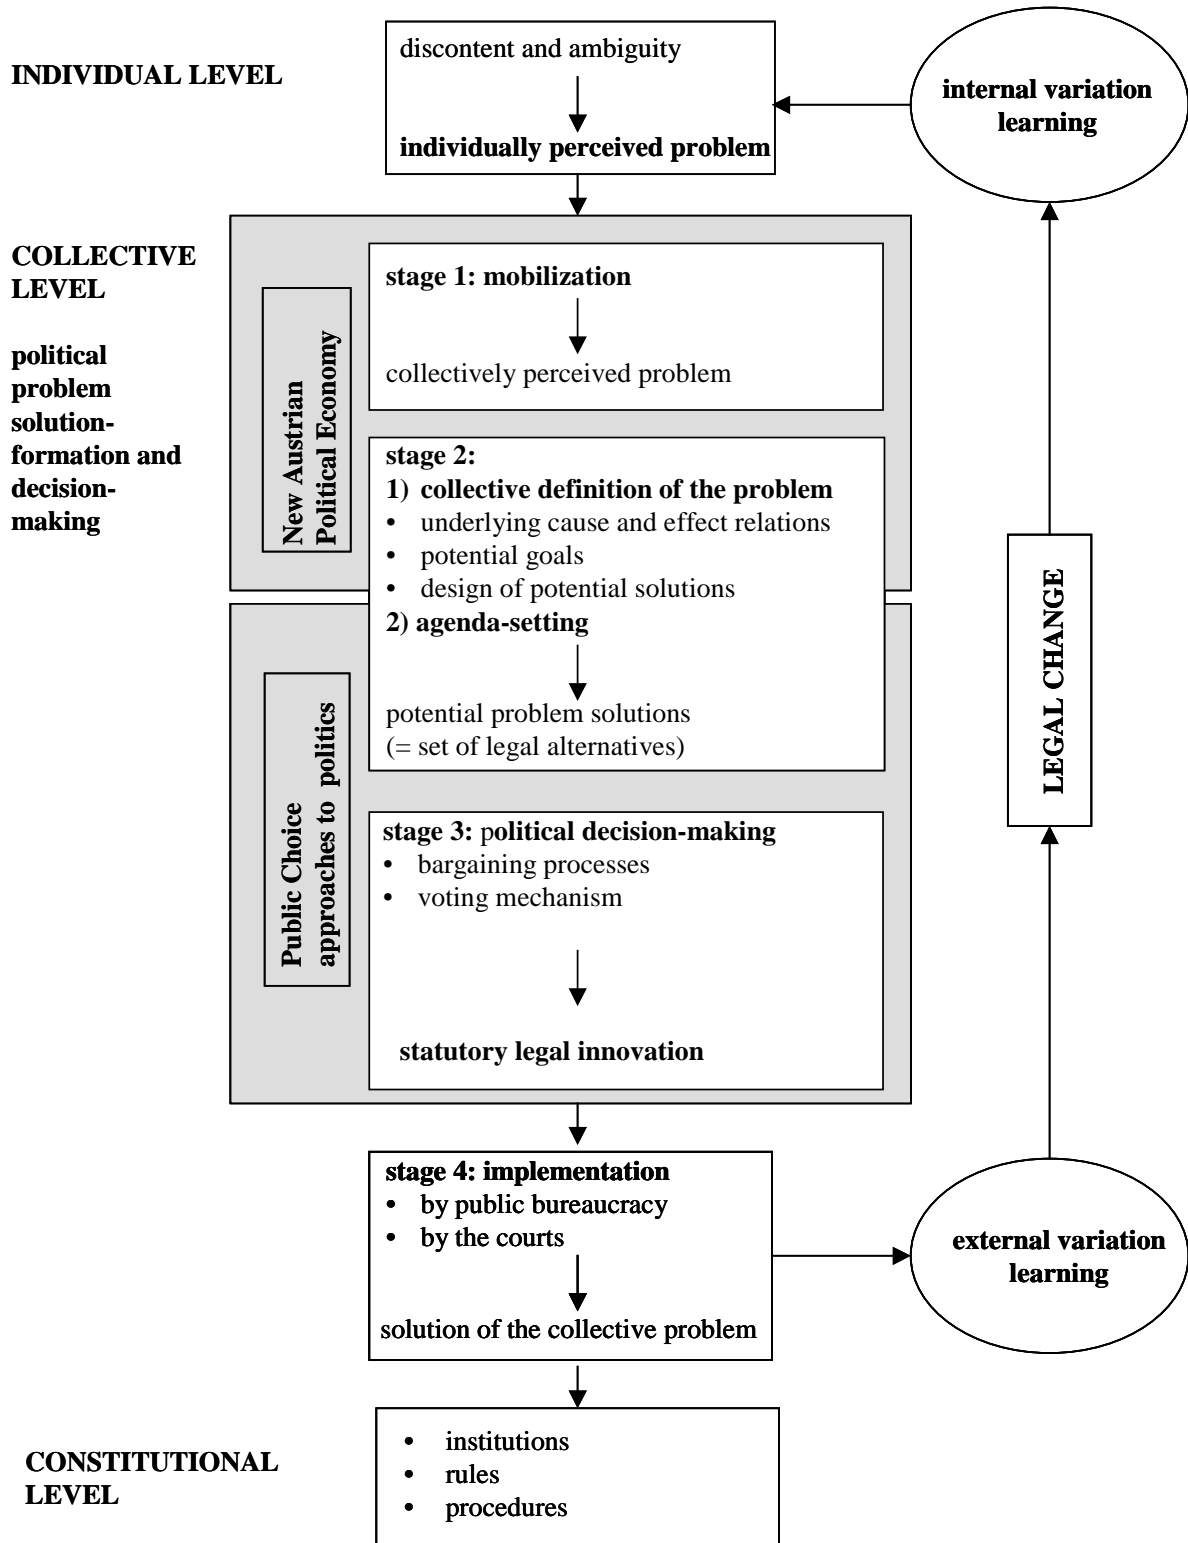 INDIVIDUAL LEVEL
discontent and ambiguity
individually perceived problem
internal variation
learning
COLLECTIVE
LEVEL
political
problem
solution-
formation and
decision-
making
New Austrian
Political Economy
stage 1: mobilization
collectively perceived problem
stage 2:
1) collective definition of the problem
• underlying cause and effect relations
• potential goals
• design of potential solutions
2) agenda-setting
potential problem solutions
(= set of legal alternatives)
LEGAL CHANGE
Public Choice
approaches to politics
stage 3: political decision-making
• bargaining processes
• voting mechanism
statutory legal innovation
stage 4: implementation
• by public bureaucracy
• by the courts
solution of the collective problem
external variation
learning
CONSTITUTIONAL
LEVEL
• institutions
• rules
• procedures